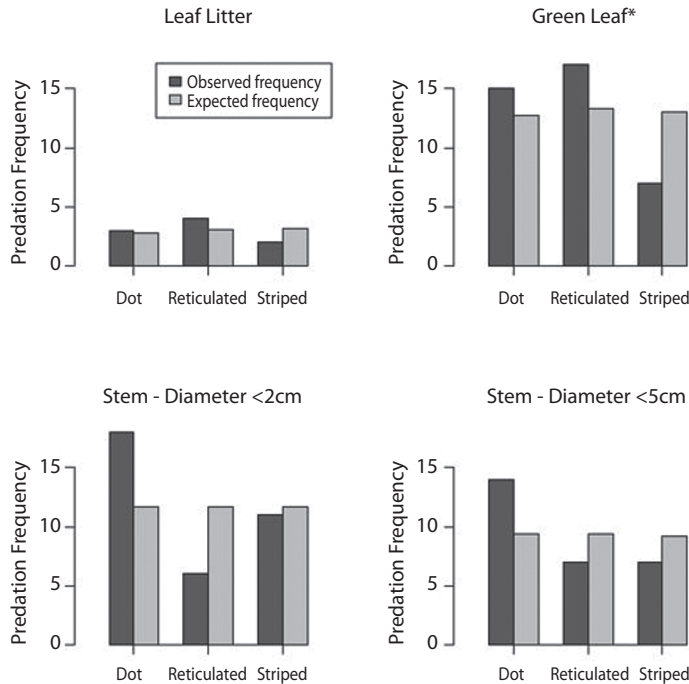 Leaf Litter
Predation Frequency
15
10
5
0
Observed frequency
Expected frequency
Dot Reticulated Striped
Green Leaf*
Predation Frequency
15
10
5
0
Dot Reticulated Striped
Stem - Diameter <2cm
Predation Frequency
15
10
5
0
Dot Reticulated Striped
Stem - Diameter <5cm
Predation Frequency
15
10
5
0
Dot Reticulated Striped